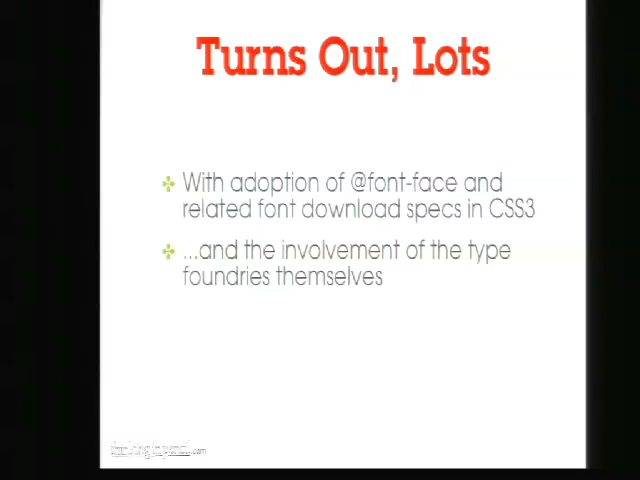 Turns Out, Lots
With adoption of @font-face and
related font download specs in CSS3
...and the involvement of the type
foundries themselves